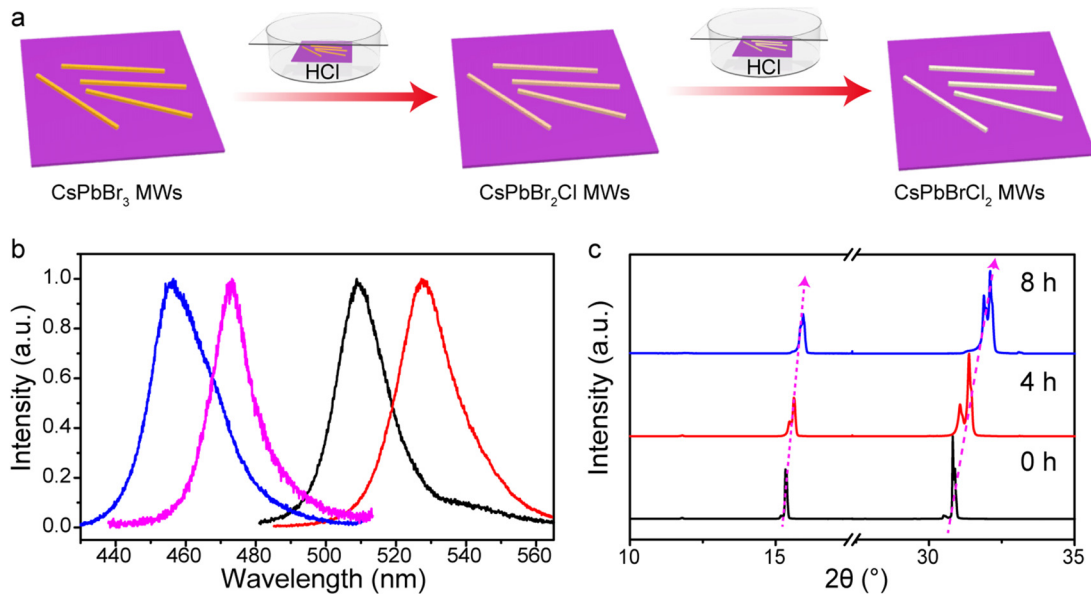 a
HCl
HCl
CsPbBr₃ MWs
CsPbBr₂Cl MWs
CsPbBrCl₂ MWs
b
1.0
0.8
0.6
0.4
0.2
0.0
Intensity (a.u.)
440 460 480 500 520 540 560
Wavelength (nm)
c
8 h
4 h
0 h
Intensity (a.u.)
10 15 30 35
2θ (°)